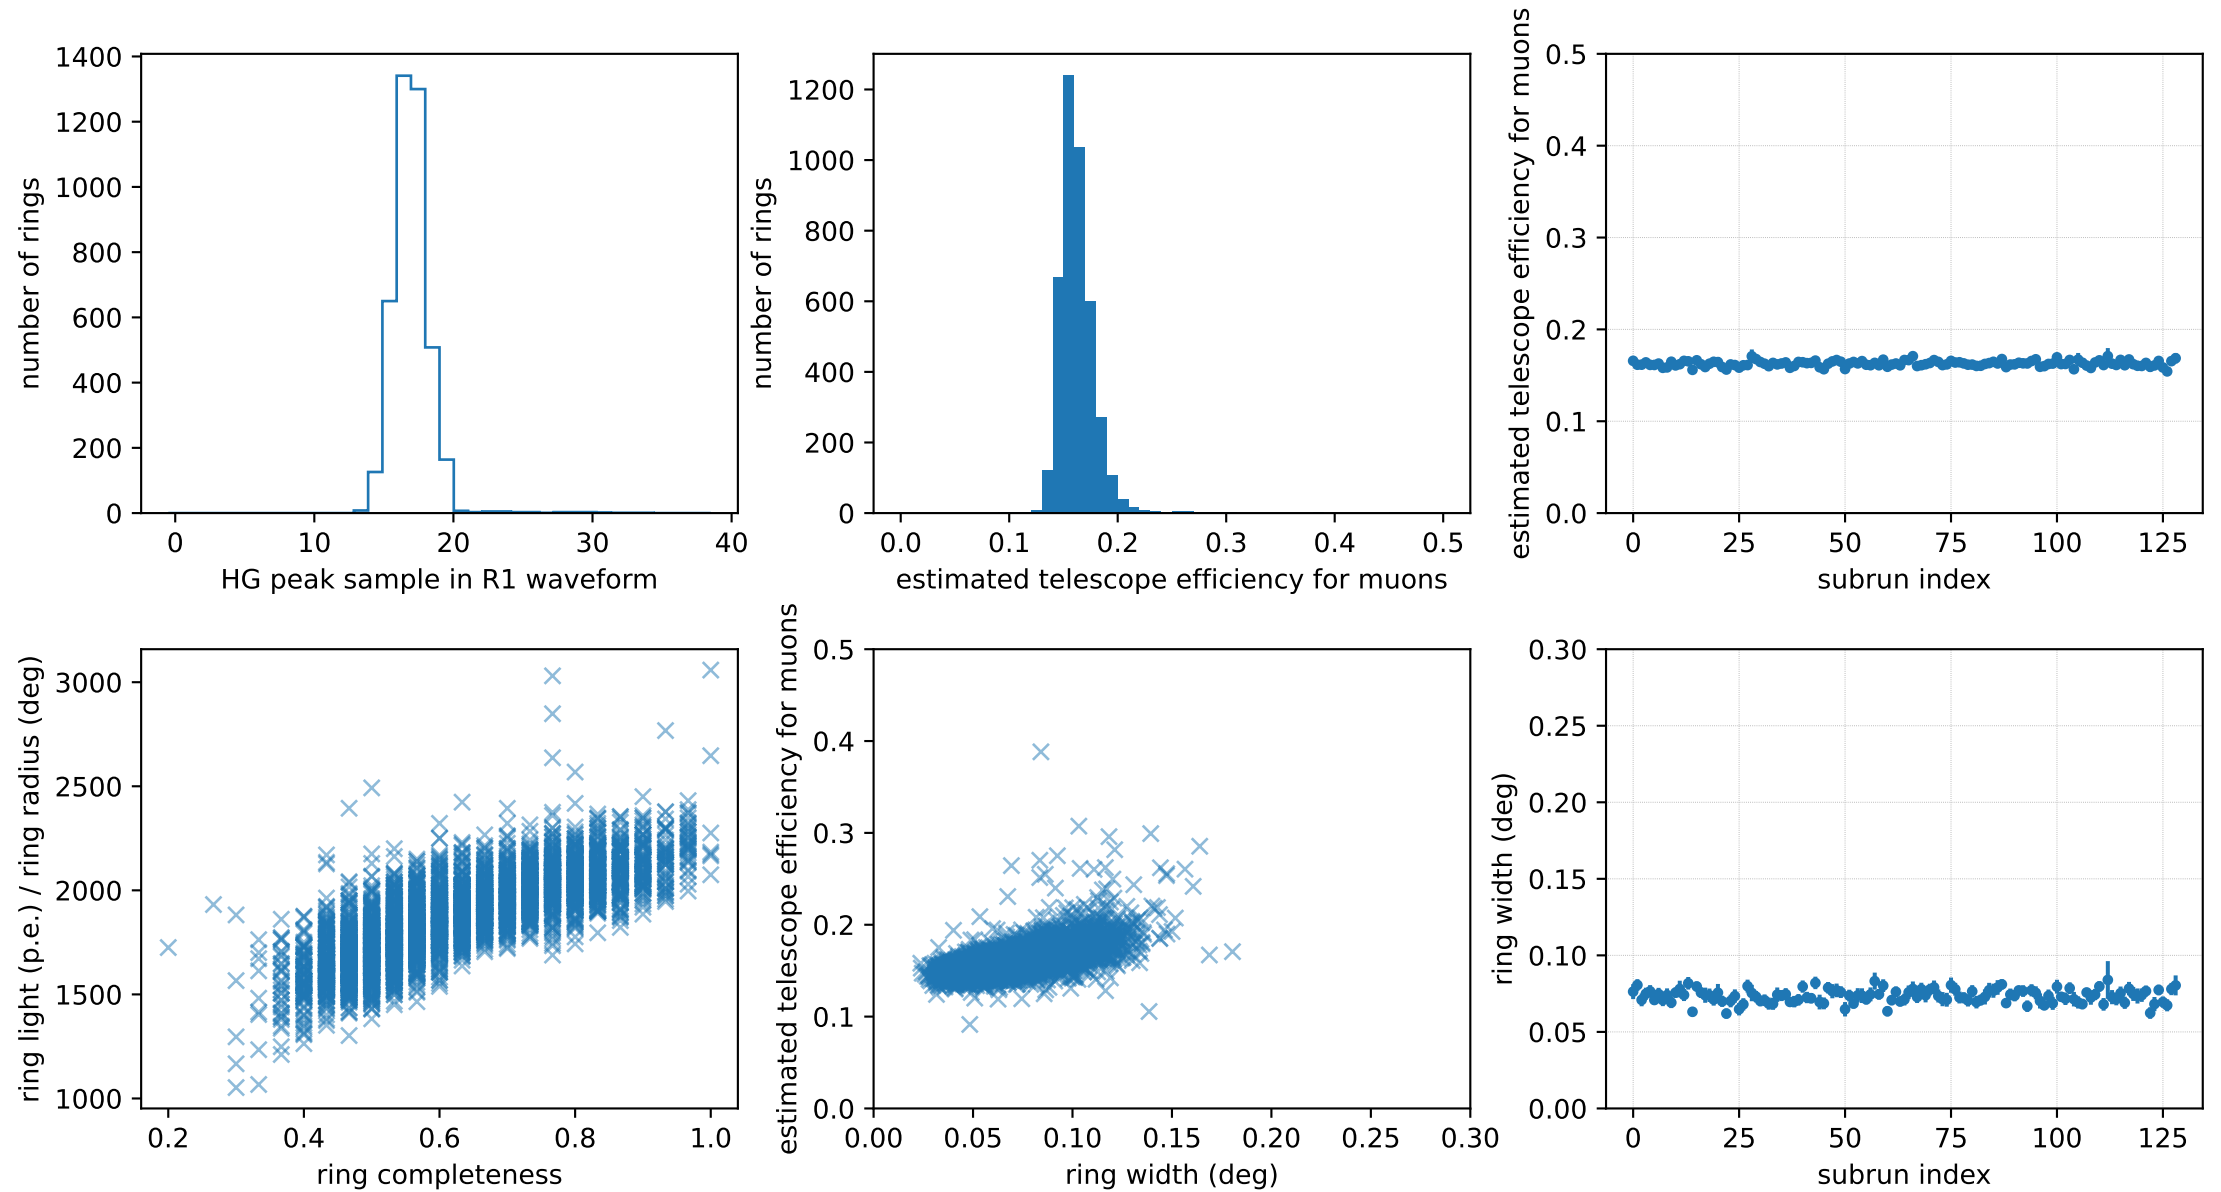 1400
1200
1000
800
600
400
200
0
number of rings
0 10 20 30 40
HG peak sample in R1 waveform
1200
1000
800
600
400
200
0
number of rings
0.0 0.1 0.2 0.3 0.4 0.5
estimated telescope efficiency for muons
0.5
0.4
0.3
0.2
0.1
0.0
estimated telescope efficiency for muons
0 25 50 75 100 125
subrun index
3000
2500
2000
1500
1000
ring light (p.e.) / ring radius (deg)
0.2 0.4 0.6 0.8 1.0
ring completeness
0.5
0.4
0.3
0.2
0.1
0.0
estimated telescope efficiency for muons
0.00 0.05 0.10 0.15 0.20 0.25 0.30
ring width (deg)
0.30
0.25
0.20
0.15
0.10
0.05
0.00
ring width (deg)
0 25 50 75 100 125
subrun index